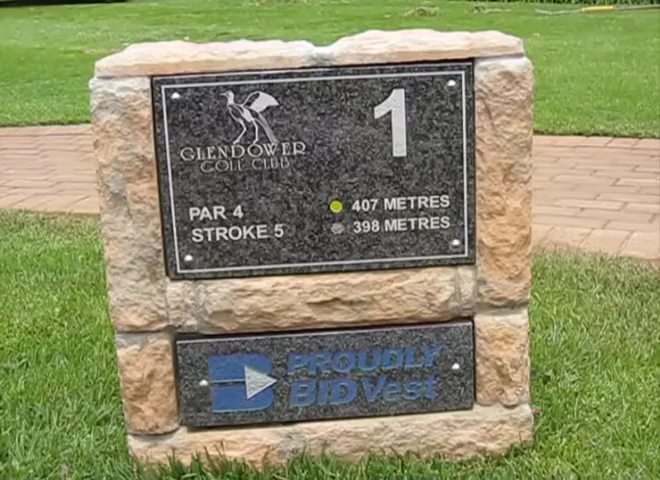 GLENDOWER
GOLF CLUB
1
PAR 4
STROKE 5
407 METRES
398 METRES
PROUDLY
BIDVest